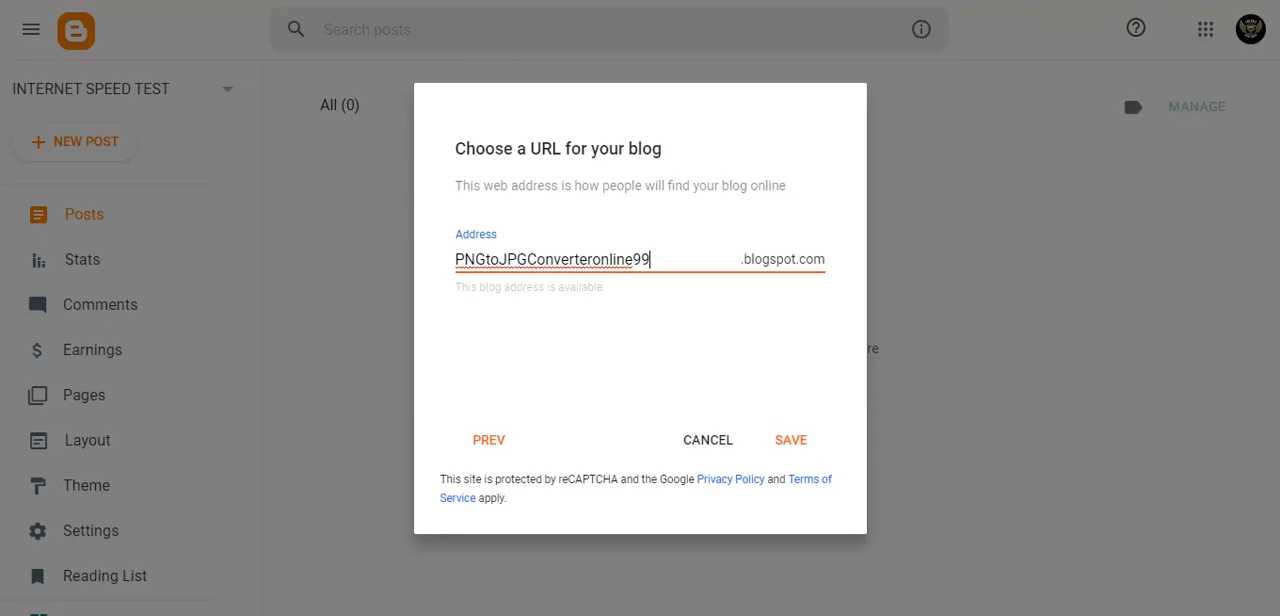 Search posts
INTERNET SPEED TEST
All (0)
MANAGE
NEW POST
Posts
Stats
Comments
Earnings
Pages
Layout
Theme
Settings
Reading List
Choose a URL for your blog
This web address is how people will find your blog online
Address
PNGtoJPGConverteronline99 .blogspot.com
This blog address is available.
re
PREV CANCEL SAVE
This site is protected by reCAPTCHA and the Google Privacy Policy and Terms of
Service apply.